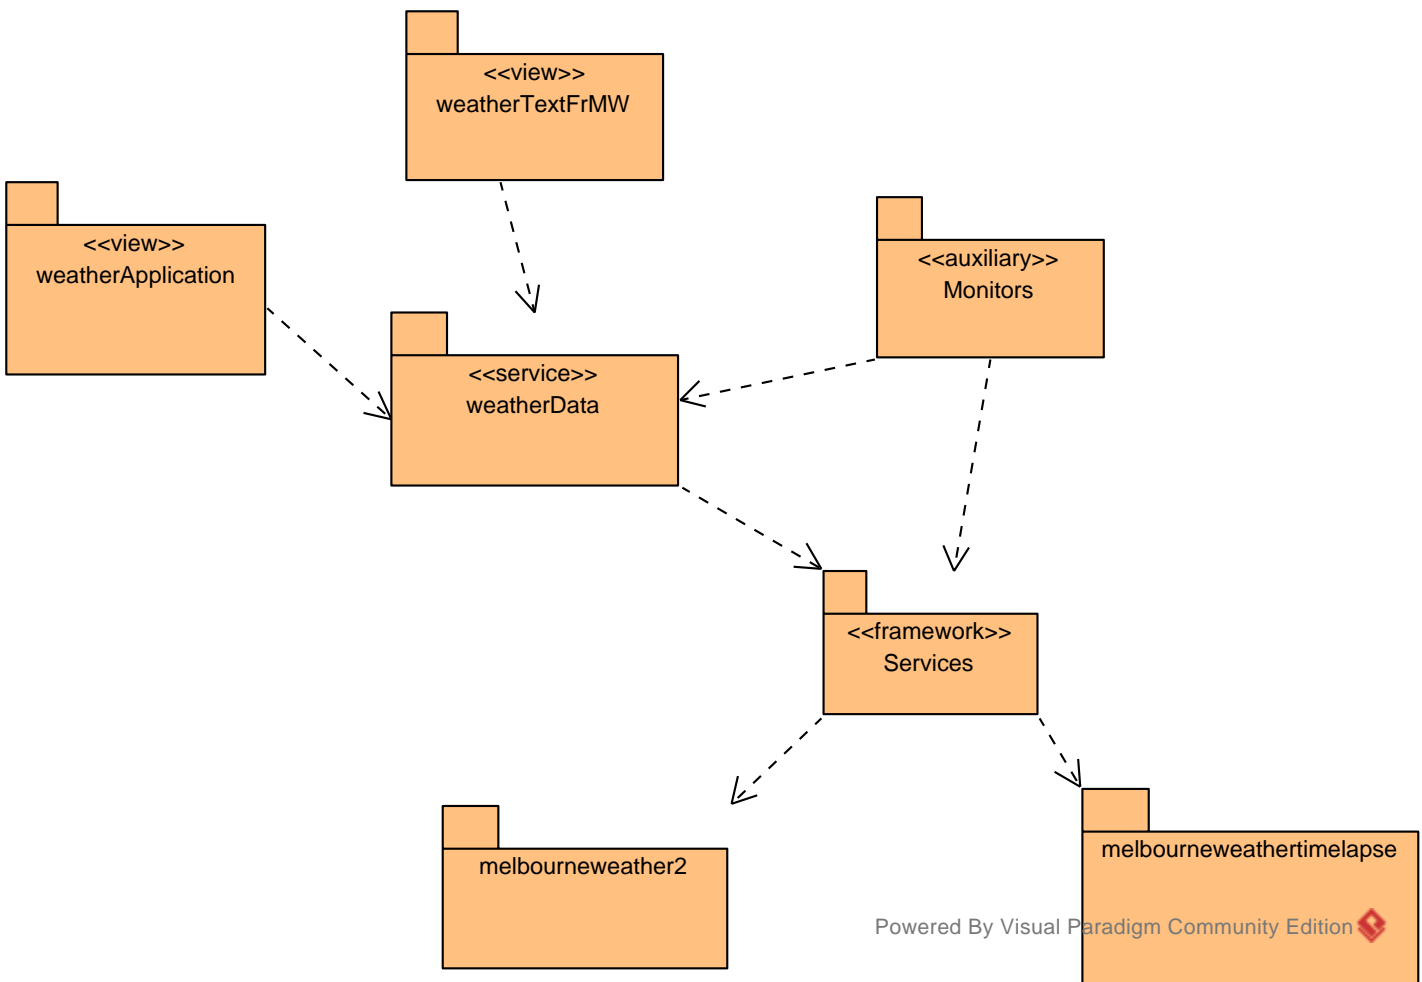 <<view>>
weatherTextFrMW
<<view>>
weatherApplication
<<auxiliary>>
Monitors
<<service>>
weatherData
<<framework>>
Services
melbourneweather2
melbourneweathertimelapse
Powered By Visual Paradigm Community Edition